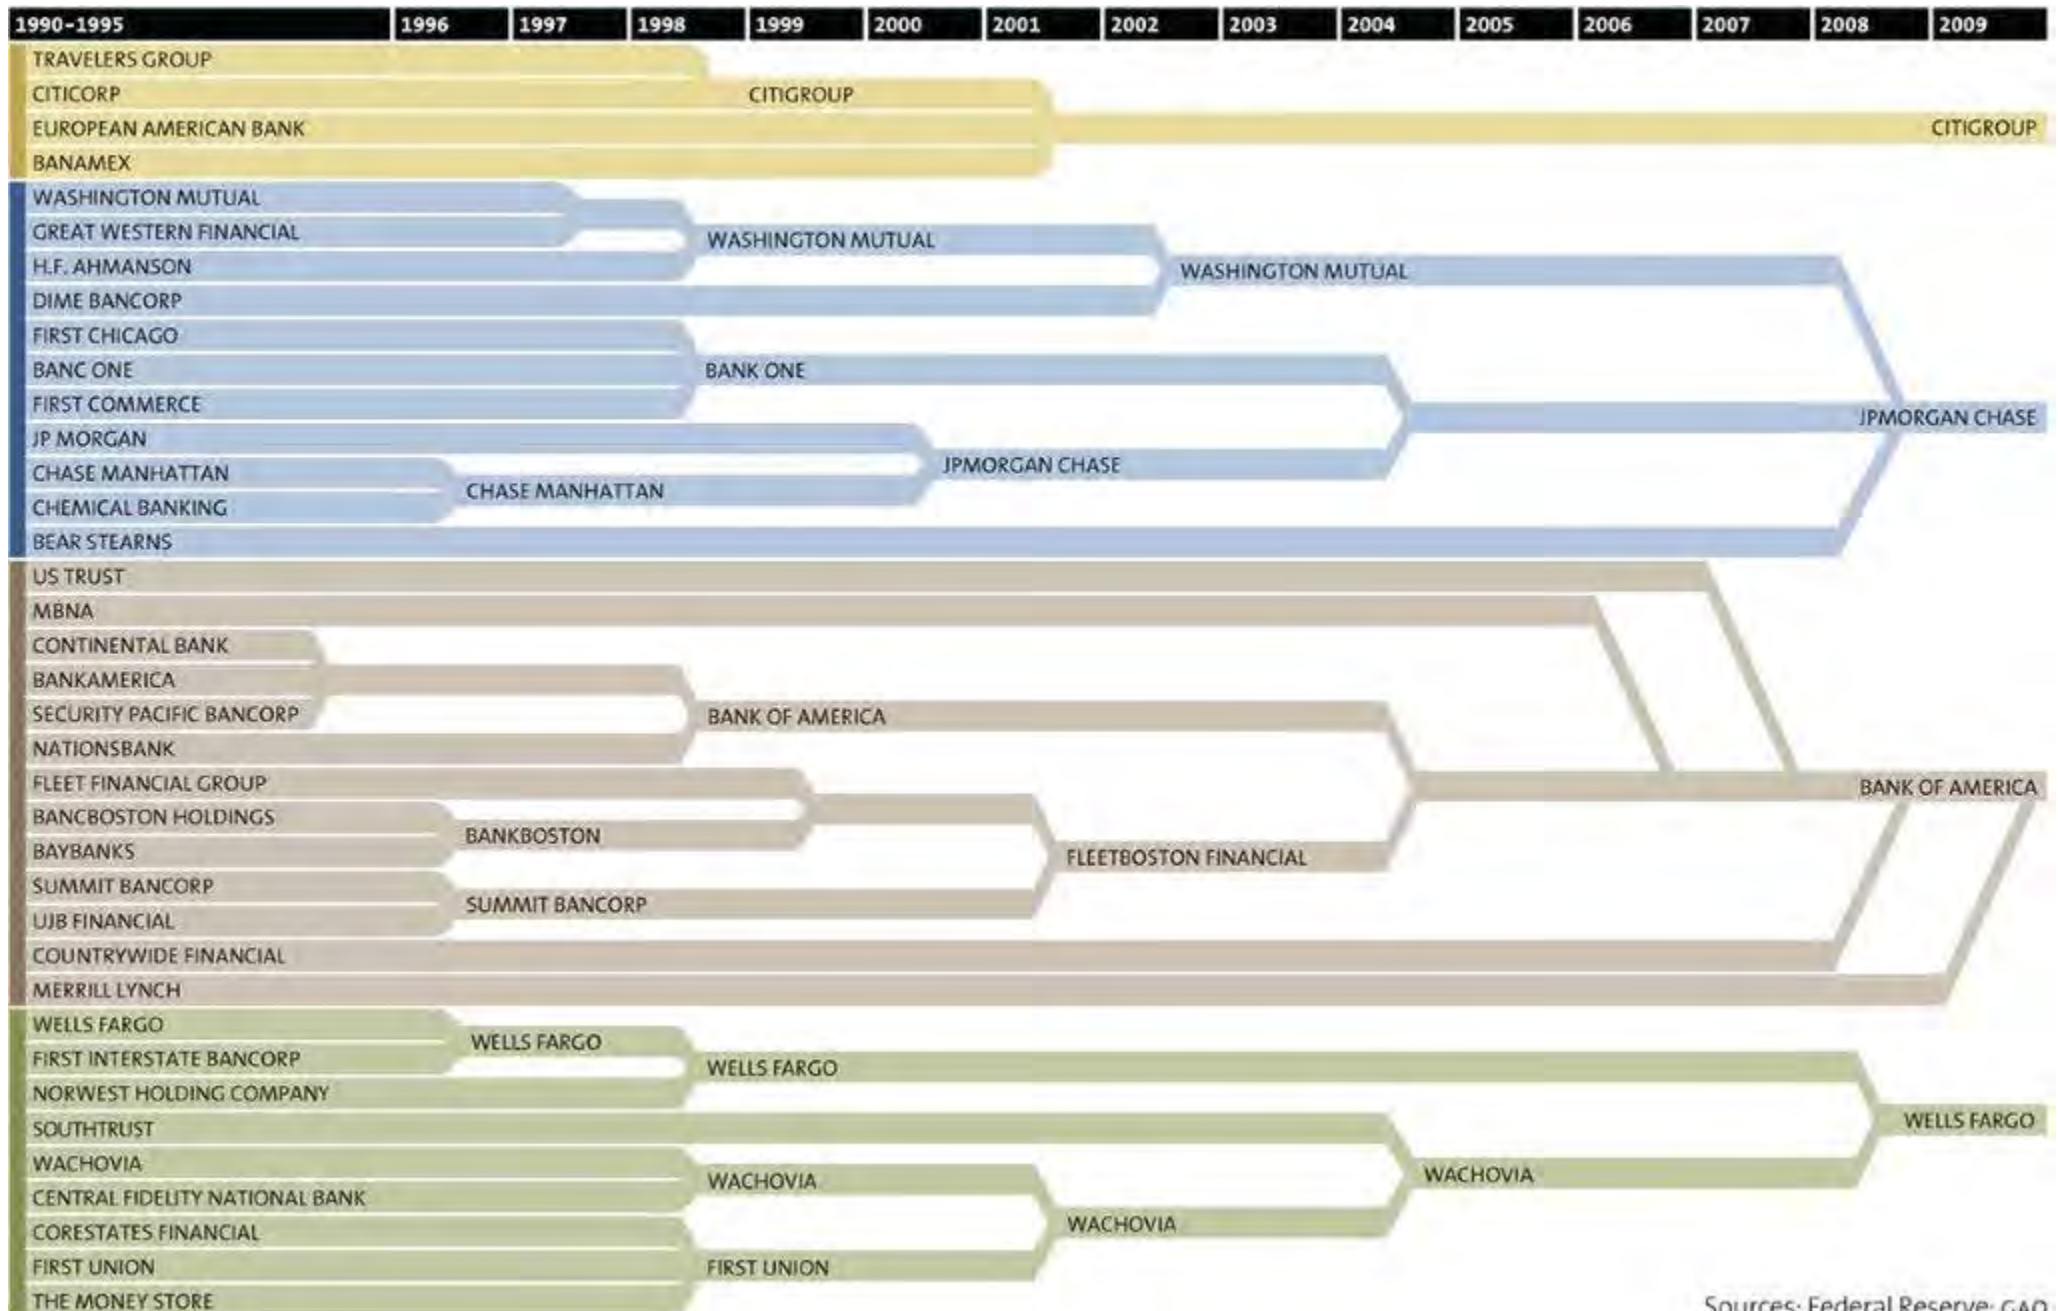 1990-1995 1996 1997 1998 1999 2000 2001 2002 2003 2004 2005 2006 2007 2008 2009
TRAVELERS GROUP
CITICORP CITIGROUP
EUROPEAN AMERICAN BANK CITIGROUP
BANAMEX
WASHINGTON MUTUAL
GREAT WESTERN FINANCIAL
WASHINGTON MUTUAL
H.F. AHMANSON
WASHINGTON MUTUAL
DIME BANCORP
FIRST CHICAGO
BANC ONE BANK ONE
FIRST COMMERCE
JPMORGAN CHASE
JP MORGAN
JPMORGAN CHASE
CHASE MANHATTAN
CHASE MANHATTAN
CHEMICAL BANKING
BEAR STEARNS
US TRUST
MBNA
CONTINENTAL BANK
BANKAMERICA
SECURITY PACIFIC BANCORP BANK OF AMERICA
NATIONSBANK
FLEET FINANCIAL GROUP BANK OF AMERICA
BANCBOSTON HOLDINGS
BANKBOSTON
BAYBANKS FLEETBOSTON FINANCIAL
SUMMIT BANCORP
SUMMIT BANCORP
UJB FINANCIAL
COUNTRYWIDE FINANCIAL
MERRILL LYNCH
WELLS FARGO
WELLS FARGO
FIRST INTERSTATE BANCORP
WELLS FARGO
NORWEST HOLDING COMPANY
WELLS FARGO
SOUTHTRUST
WACHOVIA
WACHOVIA
WACHOVIA
CENTRAL FIDELITY NATIONAL BANK
WACHOVIA
CORESTATES FINANCIAL
FIRST UNION FIRST UNION
THE MONEY STORE
Sources: Federal Reserve; GAO